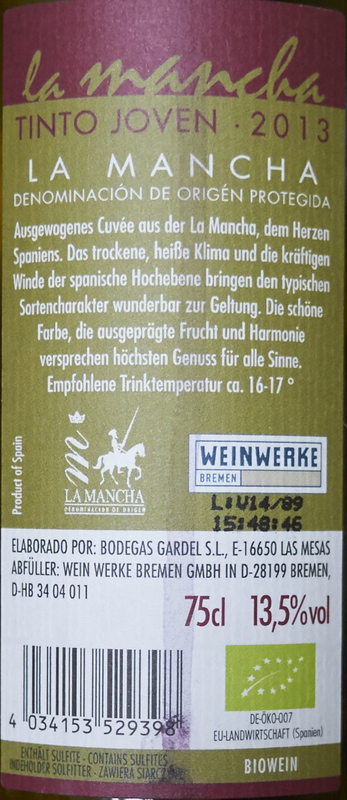 la mancha
TINTO JOVEN · 2013
LA MANCHA
DENOMINACIÓN DE ORIGÉN PROTEGIDA
Ausgewogenes Cuvée aus der La Mancha, dem Herzen
Spaniens. Das trockene, heiße Klima und die kräftigen
Winde der spanische Hochebene bringen den typischen
Sortencharakter wunderbar zur Geltung. Die schöne
Farbe, die ausgeprägte Frucht und Harmonie
versprechen höchsten Genuss für alle Sinne.
Empfohlene Trinktemperatur ca. 16-17 °
Product of Spain
m
LA MANCHA
DENOMINACIÓN DE ORIGEN
WEINWERKE
BREMEN
L:V14/89
15:48:46
ELABORADO POR: BODEGAS GARDEL S.L., E-16650 LAS MESAS
ABFÜLLER: WEIN WERKE BREMEN GMBH IN D-28199 BREMEN,
D-HB 34 04 011
75cl 13,5%vol
4 034153 529398
DE-ÖKO-007
EU-LANDWIRTSCHAFT (Spanien)
ENTHÄLT SULFITE - CONTAINS SULFITES
INDEHOLDER SOLFITTER - ZAWIERA
BIOWEIN